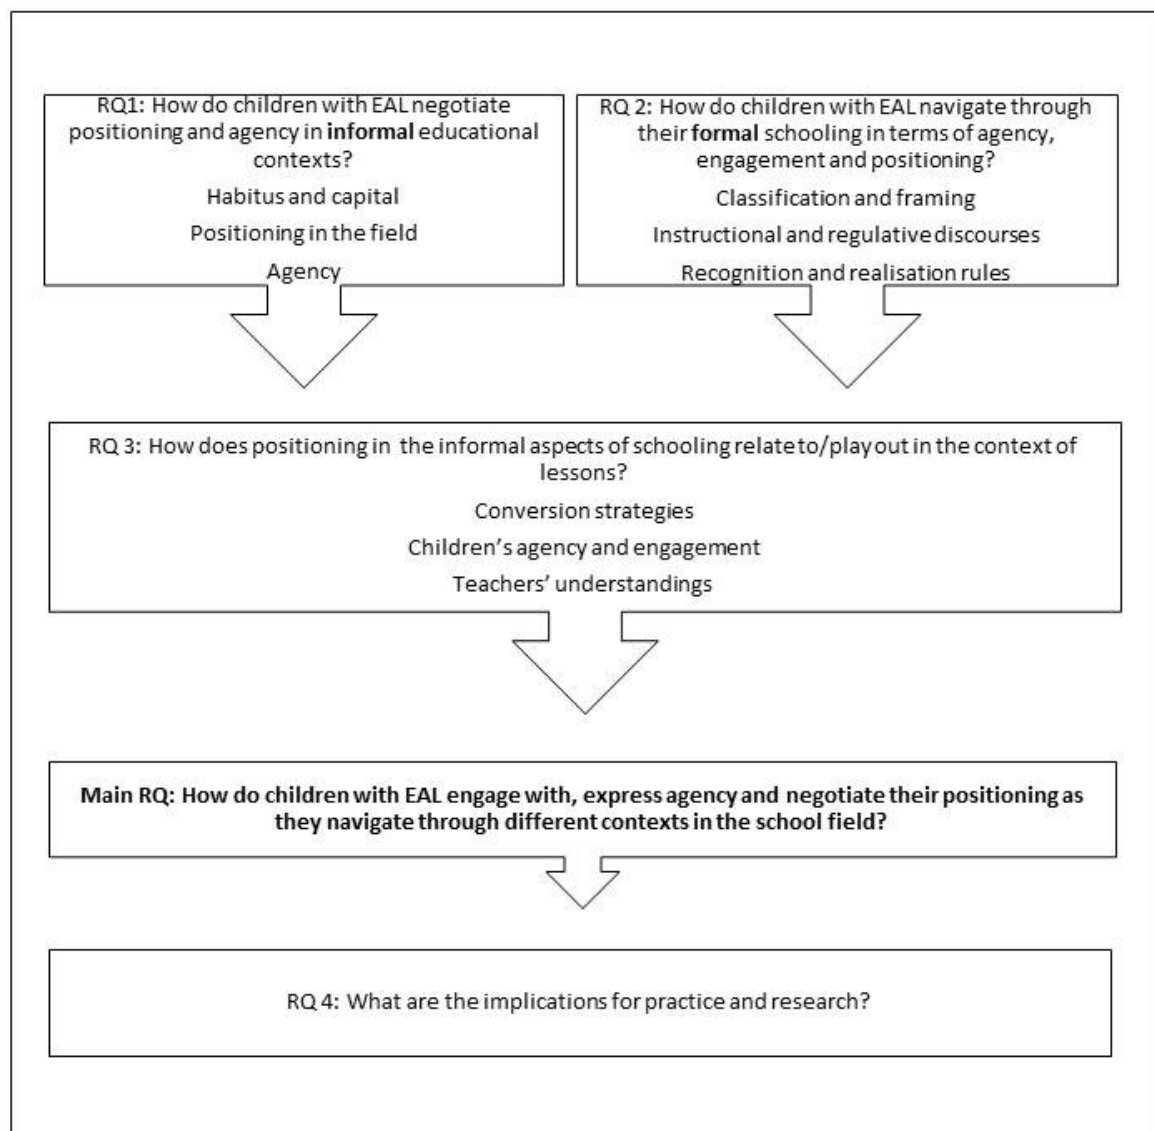 RQ1: How do children with EAL negotiate
positioning and agency in informal educational
contexts?
Habitus and capital
Positioning in the field
Agency
RQ 2: How do children with EAL navigate through
their formal schooling in terms of agency,
engagement and positioning?
Classification and framing
Instructional and regulative discourses
Recognition and realisation rules
RQ 3: How does positioning in the informal aspects of schooling relate to/play out in the context of
lessons?
Conversion strategies
Children's agency and engagement
Teachers' understandings
Main RQ: How do children with EAL engage with, express agency and negotiate their positioning as
they navigate through different contexts in the school field?
RQ 4: What are the implications for practice and research?